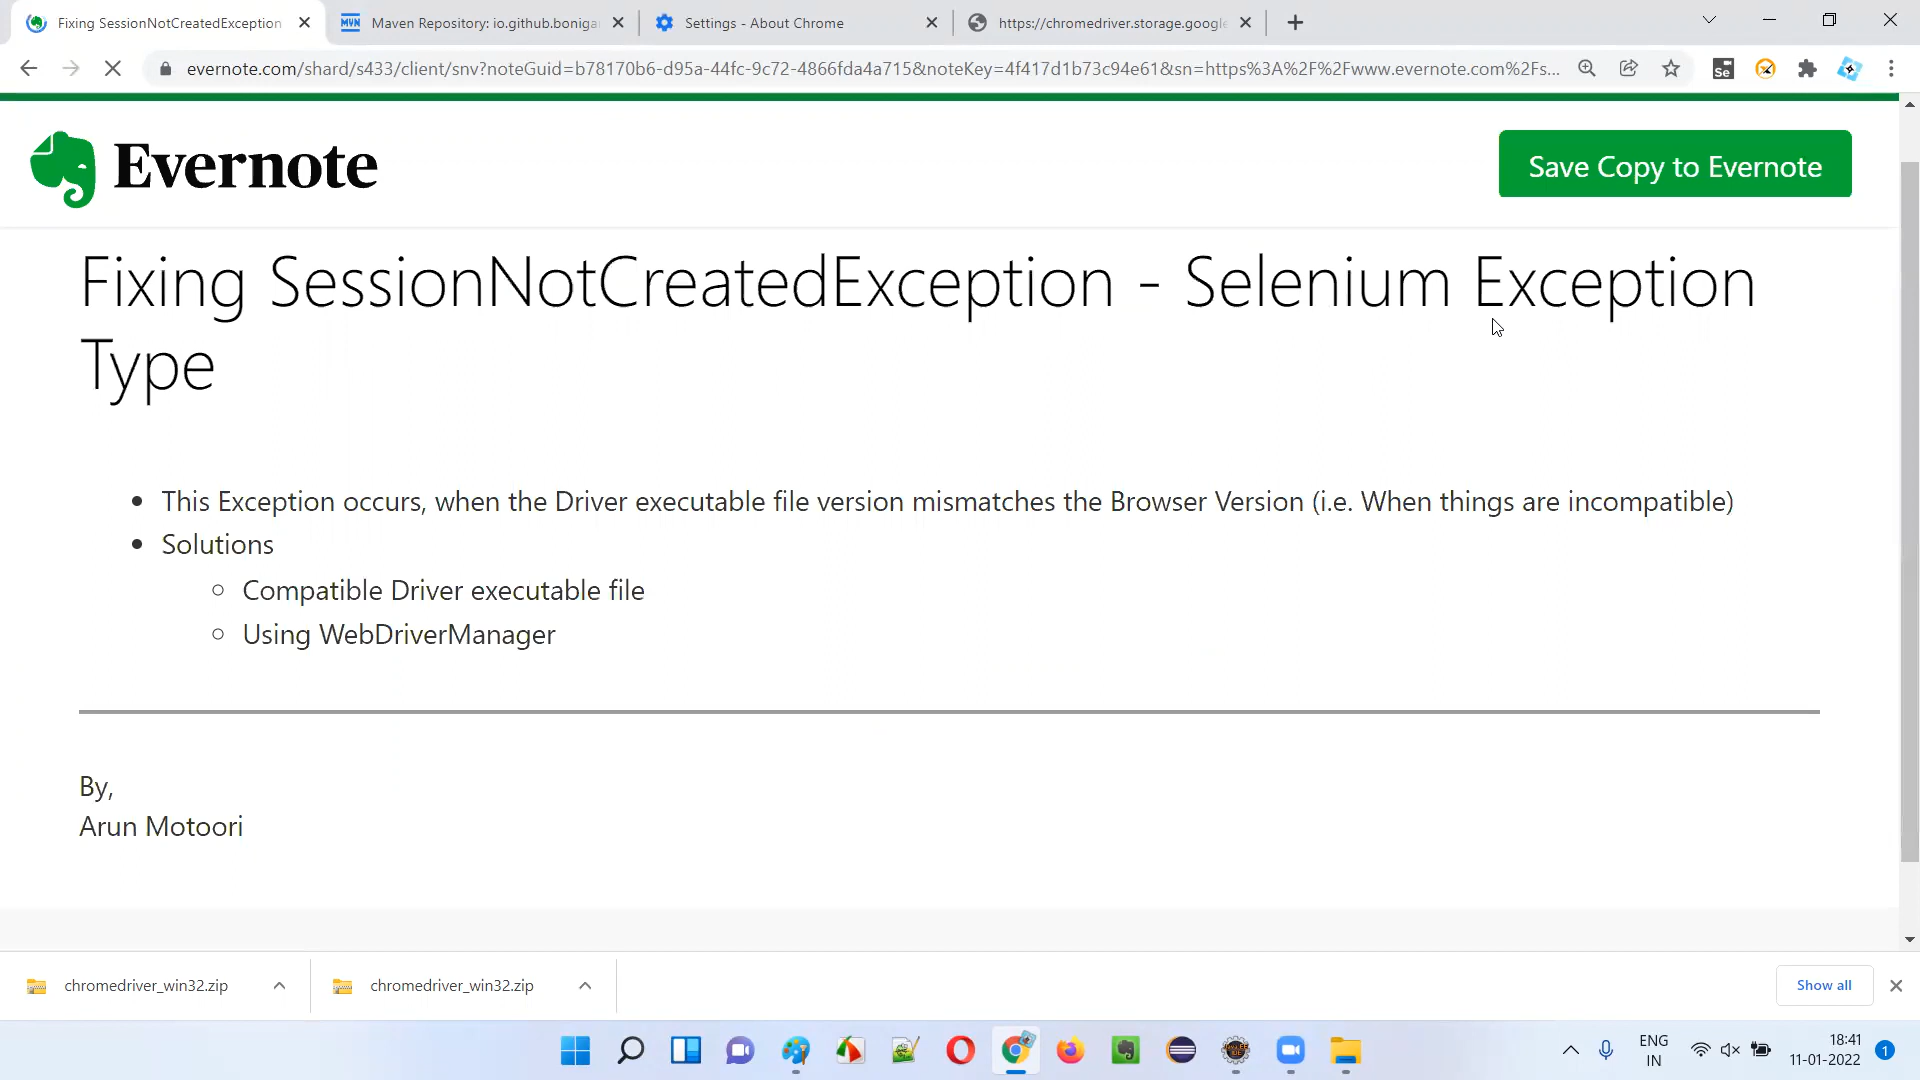 Fixing SessionNotCreatedException
Maven Repository: io.github.boniga
Settings - About Chrome
https://chromedriver.storage.google
evernote.com/shard/s433/client/snv?noteGuid=b78170b6-d95a-44fc-9c72-4866fda4a715&noteKey=4f417d1b73c94e61&sn=https%3A%2F%2Fwww.evernote.com%2Fs...
Evernote
Save Copy to Evernote
Fixing SessionNotCreatedException - Selenium Exception
Type
This Exception occurs, when the Driver executable file version mismatches the Browser Version (i.e. When things are incompatible)
Solutions
Compatible Driver executable file
Using WebDriverManager
By,
Arun Motoori
chromedriver_win32.zip
chromedriver_win32.zip
Show all
ENG
IN
18:41
11-01-2022
1